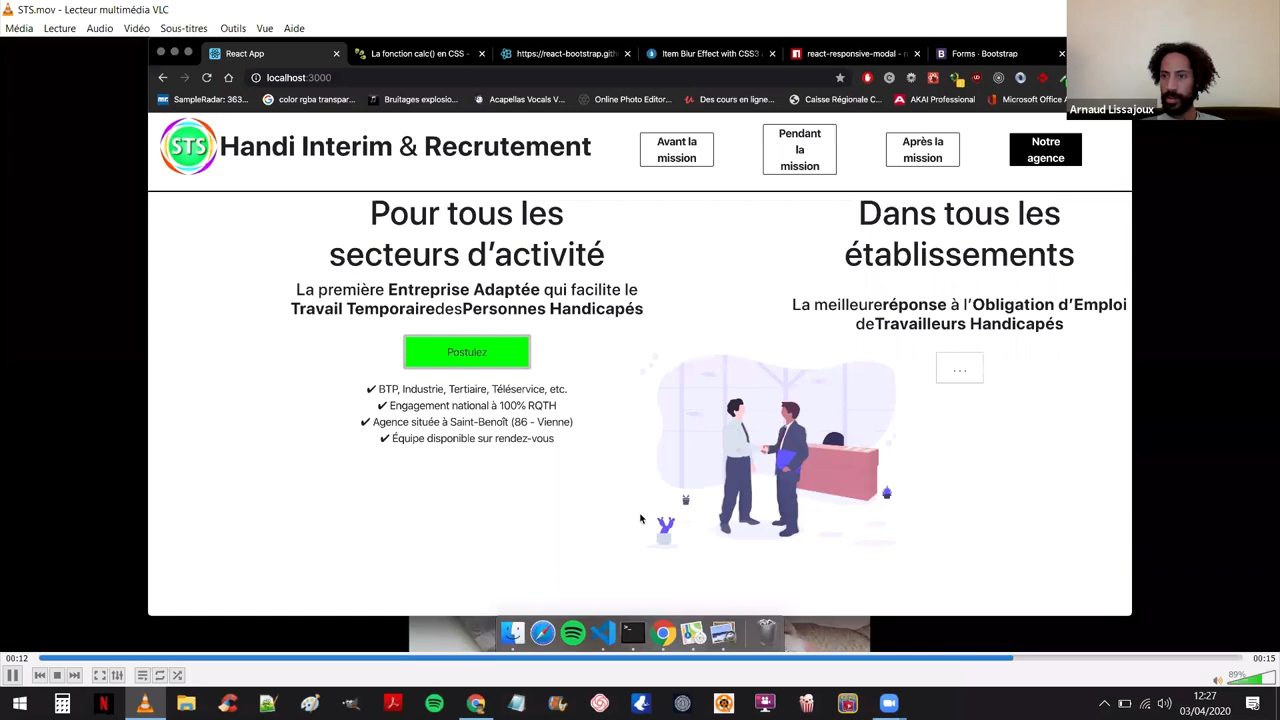 STS.mov - Lecteur multimédia VLC
Média Lecture Audio Vidéo Sous-titres Outils Vue Aide
React App
La fonction calc() en CSS -
https://react-bootstrap.gith
Item Blur Effect with CSS3
react-responsive-modal - n
Forms · Bootstrap
localhost:3000
SampleRadar: 363...
color rgba transpar...
Bruitages explosio...
Acapellas Vocals V...
Online Photo Editor...
Des cours en ligne...
Caisse Régionale C...
AKAI Professional
Microsoft Office
Arnaud Lissajoux
STS
Handi Interim & Recrutement
Avant la
mission
Pendant
la
mission
Après la
mission
Notre
agence
Pour tous les
secteurs d’activité
La première Entreprise Adaptée qui facilite le
Travail TemporairedesPersonnes Handicapés
Postulez
✔ BTP, Industrie, Tertiaire, Téléservice, etc.
✔ Engagement national à 100% RQTH
✔ Agence située à Saint-Benoît (86 - Vienne)
✔ Équipe disponible sur rendez-vous
Dans tous les
établissements
La meilleureréponse à l’Obligation d’Emploi
deTravailleurs Handicapés
...
00:12
00:15
89%
12:27
03/04/2020